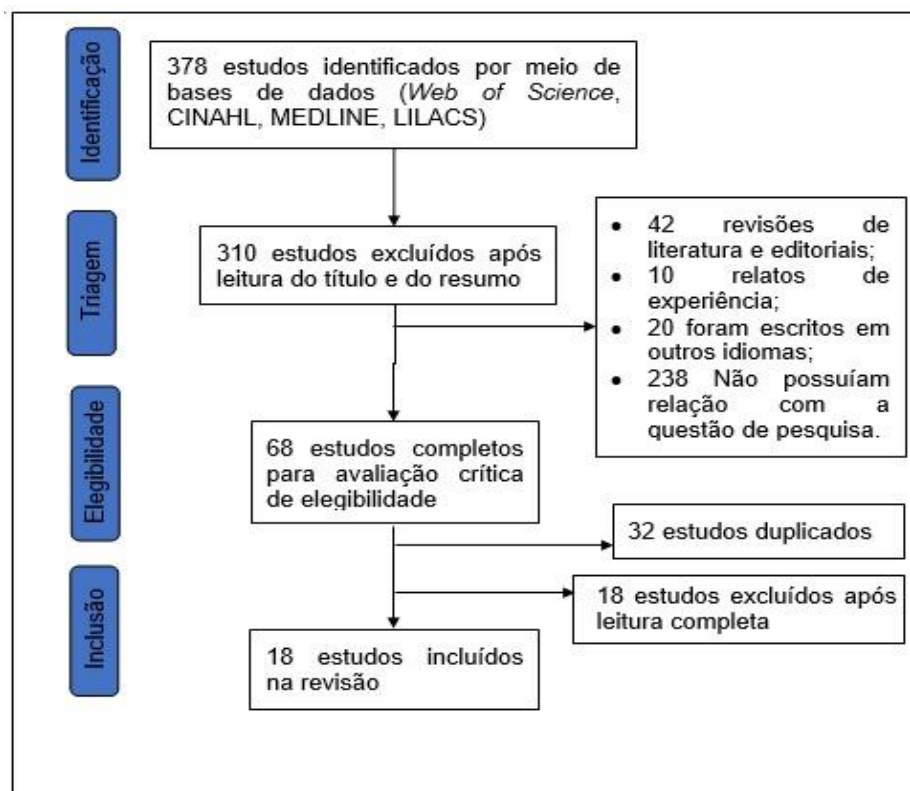 Identificação
378 estudos identificados por meio de
bases de dados (Web of Science,
CINAHL, MEDLINE, LILACS)
Triagem
310 estudos excluídos após
leitura do título e do resumo
• 42 revisões de
literatura e editoriais;
• 10 relatos de
experiência;
• 20 foram escritos em
outros idiomas;
• 238 Não possuíam
relação com a
questão de pesquisa.
Elegibilidade
68 estudos completos
para avaliação crítica
de elegibilidade
32 estudos duplicados
Inclusão
18 estudos excluídos após
leitura completa
18 estudos incluídos
na revisão